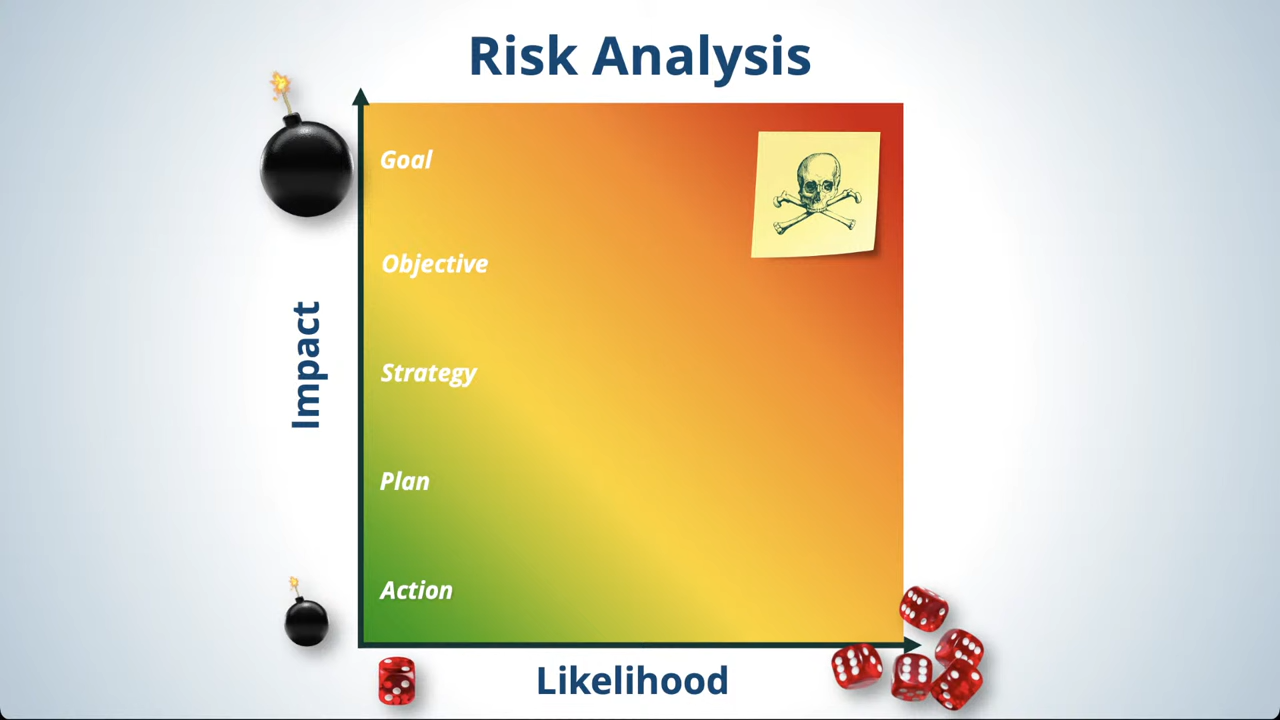 Risk Analysis
Goal
Objective
Impact
Strategy
Plan
Action
Likelihood